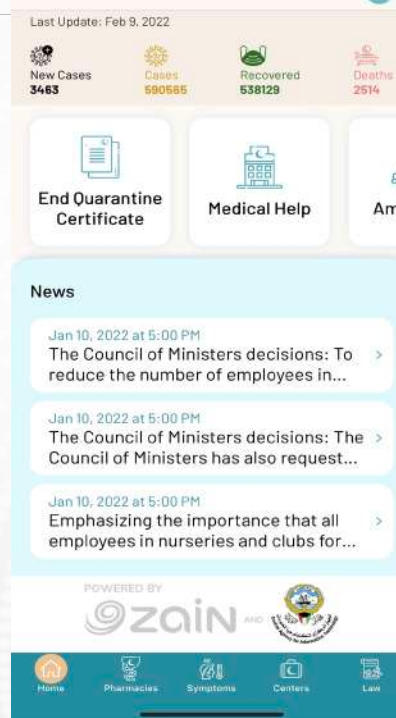 Last Update: Feb 9, 2022
New Cases
3463
Cases
590565
Recovered
538129
Deaths
2514
End Quarantine
Certificate
Medical Help
Am
News
Jan 10, 2022 at 5:00 PM
The Council of Ministers decisions: To
reduce the number of employees in...
Jan 10, 2022 at 5:00 PM
The Council of Ministers decisions: The
Council of Ministers has also request...
Jan 10, 2022 at 5:00 PM
Emphasizing the importance that all
employees in nurseries and clubs for...
POWERED BY
zain
AND
Home
Pharmacies
Symptoms
Centers
Law